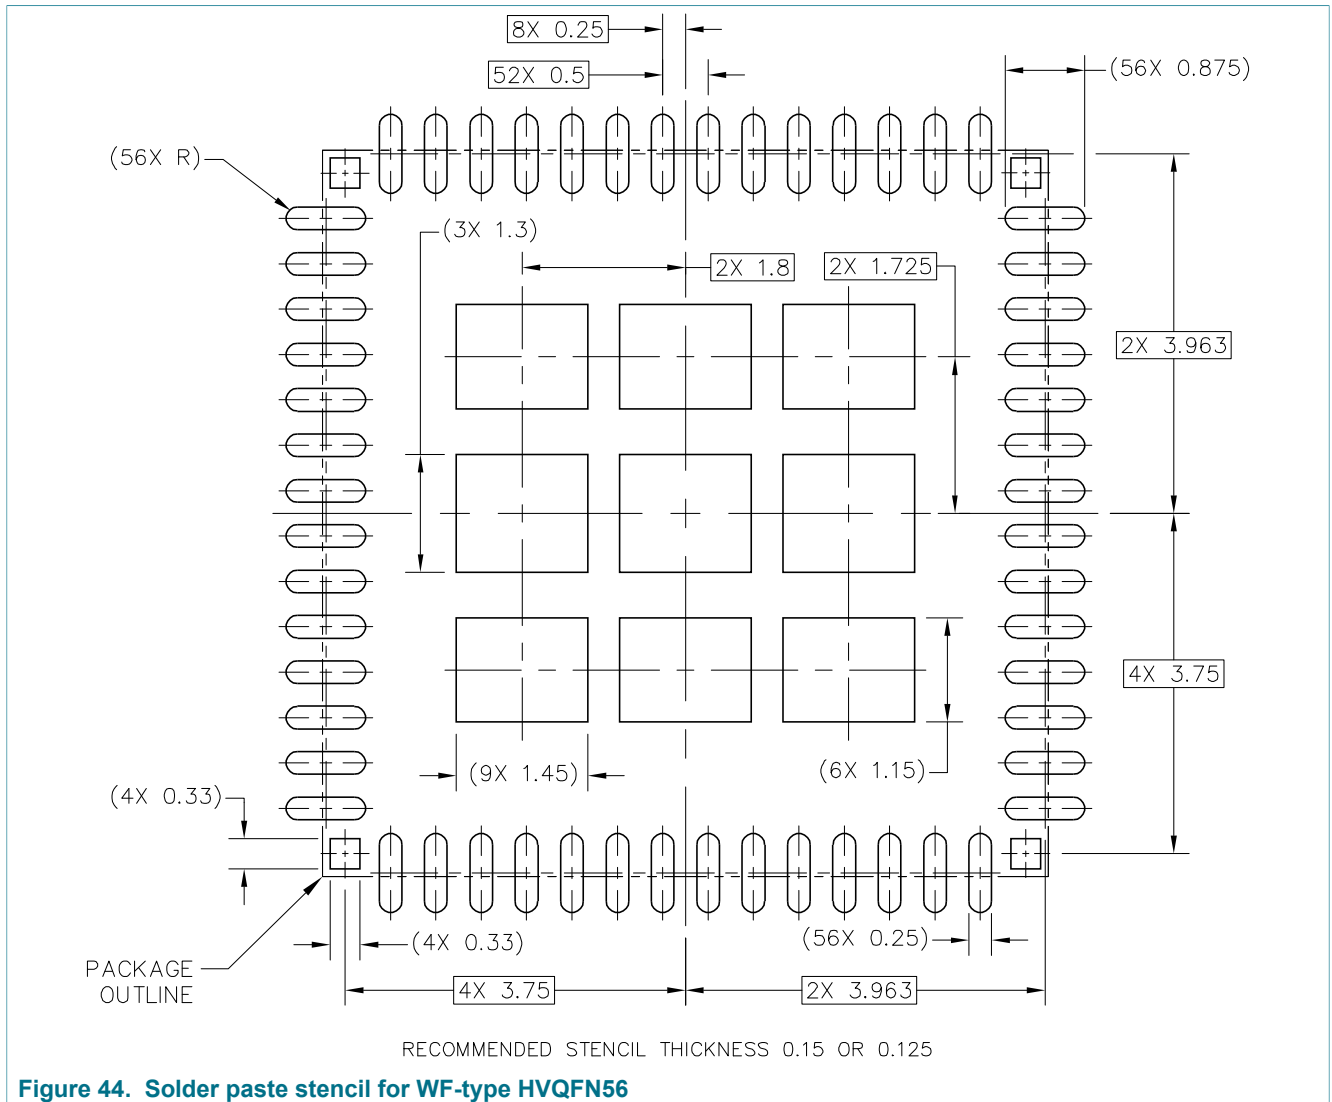 8X 0.25
52X 0.5
(56X 0.875)
(56X R)
(3X 1.3)
2X 1.8
2X 1.725
2X 3.963
4X 3.75
(9X 1.45)
(6X 1.15)
(4X 0.33)
(4X 0.33)
(56X 0.25)
PACKAGE
OUTLINE
4X 3.75
2X 3.963
RECOMMENDED STENCIL THICKNESS 0.15 OR 0.125
Figure 44. Solder paste stencil for WF-type HVQFN56